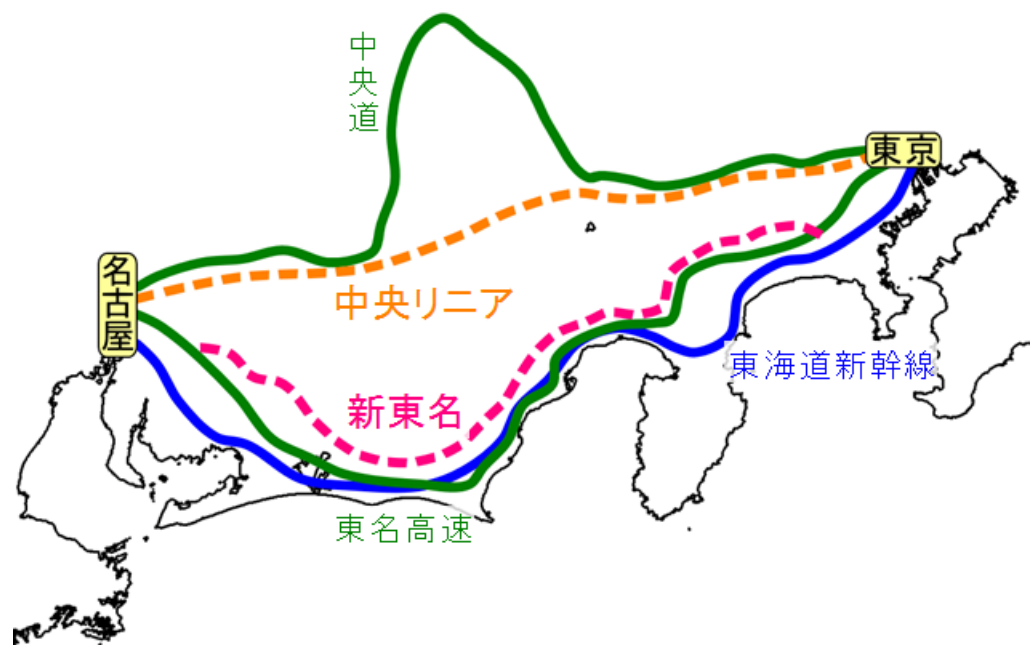 中央道
東京
名古屋
中央リニア
東海道新幹線
新東名
東名高速